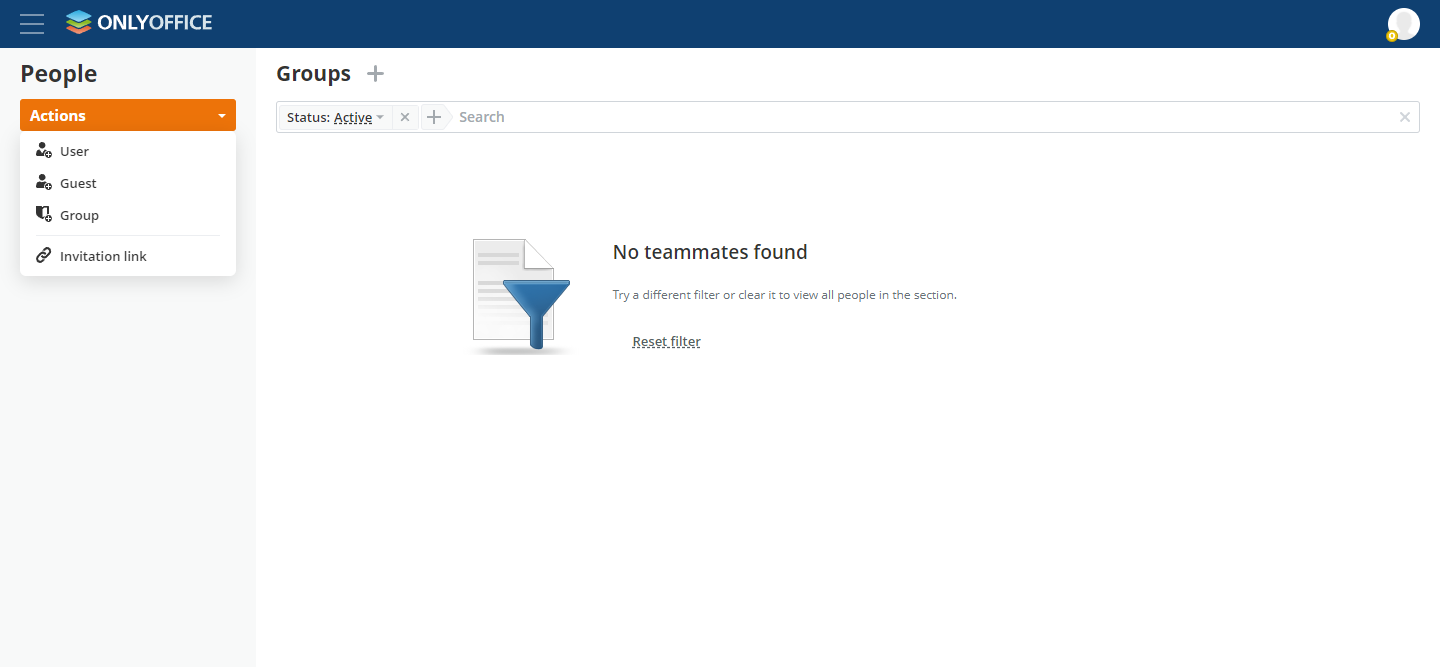 ONLYOFFICE
People
Groups
Actions
Status: Active
Search
User
Guest
Group
Invitation link
No teammates found
Try a different filter or clear it to view all people in the section.
Reset filter